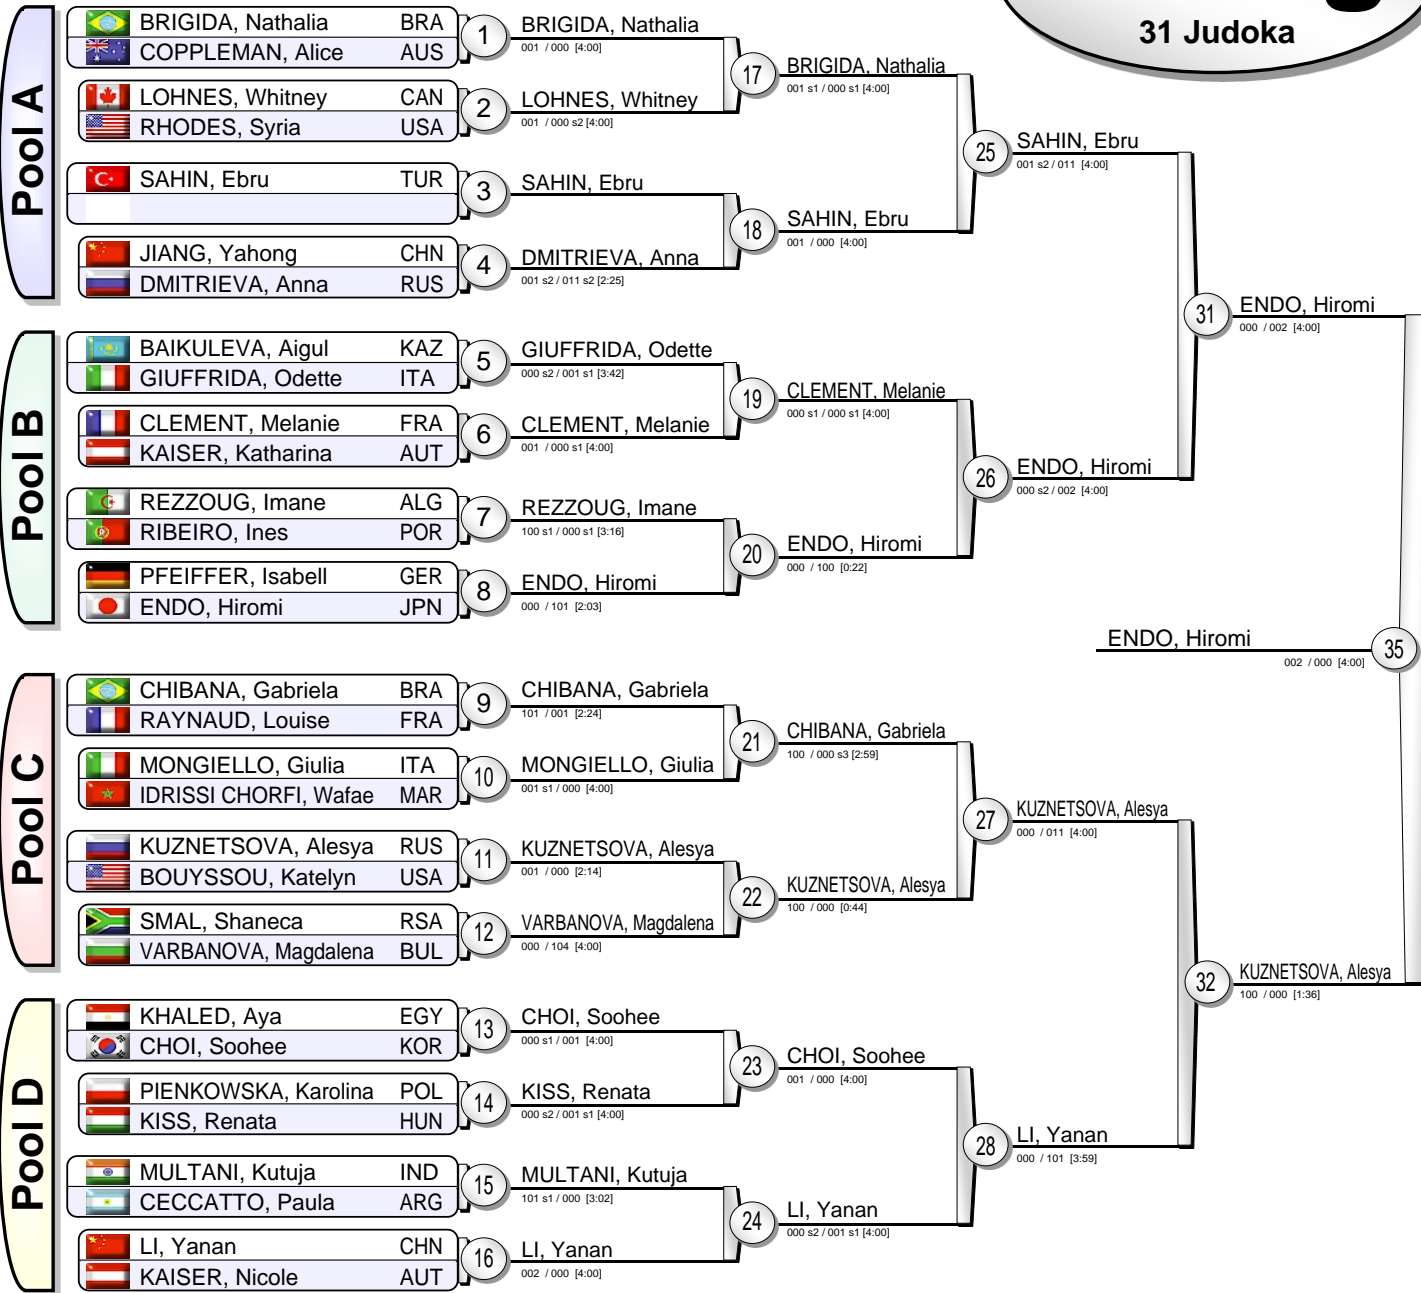 31 Judoka
Pool A
BRIGIDA, Nathalia BRA
COPPLEMAN, Alice AUS
1
BRIGIDA, Nathalia
001 / 000 [4:00]
LOHNES, Whitney CAN
RHODES, Syria USA
2
LOHNES, Whitney
001 / 000 s2 [4:00]
17
BRIGIDA, Nathalia
001 s1 / 000 s1 [4:00]
SAHIN, Ebru TUR
3
SAHIN, Ebru
JIANG, Yahong CHN
DMITRIEVA, Anna RUS
4
DMITRIEVA, Anna
001 s2 / 011 s2 [2:25]
18
SAHIN, Ebru
001 / 000 [4:00]
25
SAHIN, Ebru
001 s2 / 011 [4:00]
Pool B
BAIKULEVA, Aigul KAZ
GIUFFRIDA, Odette ITA
5
GIUFFRIDA, Odette
000 s2 / 001 s1 [3:42]
CLEMENT, Melanie FRA
KAISER, Katharina AUT
6
CLEMENT, Melanie
001 / 000 s1 [4:00]
19
CLEMENT, Melanie
000 s1 / 000 s1 [4:00]
REZZOUG, Imane ALG
RIBEIRO, Ines POR
7
REZZOUG, Imane
100 s1 / 000 s1 [3:16]
PFEIFFER, Isabell GER
ENDO, Hiromi JPN
8
ENDO, Hiromi
000 / 101 [2:03]
20
ENDO, Hiromi
000 / 100 [0:22]
26
ENDO, Hiromi
000 s2 / 002 [4:00]
31
ENDO, Hiromi
000 / 002 [4:00]
ENDO, Hiromi
002 / 000 [4:00]
35
Pool C
CHIBANA, Gabriela BRA
RAYNAUD, Louise FRA
9
CHIBANA, Gabriela
101 / 001 [2:24]
MONGIELLO, Giulia ITA
IDRISSI CHORFI, Wafae MAR
10
MONGIELLO, Giulia
001 s1 / 000 [4:00]
21
CHIBANA, Gabriela
100 / 000 s3 [2:59]
KUZNETSOVA, Alesya RUS
BOUYSSOU, Katelyn USA
11
KUZNETSOVA, Alesya
001 / 000 [2:14]
SMAL, Shaneca RSA
VARBANOVA, Magdalena BUL
12
VARBANOVA, Magdalena
000 / 104 [4:00]
22
KUZNETSOVA, Alesya
100 / 000 [0:44]
27
KUZNETSOVA, Alesya
000 / 011 [4:00]
Pool D
KHALED, Aya EGY
CHOI, Soohee KOR
13
CHOI, Soohee
000 s1 / 001 [4:00]
PIENKOWSKA, Karolina POL
KISS, Renata HUN
14
KISS, Renata
000 s2 / 001 s1 [4:00]
23
CHOI, Soohee
001 / 000 [4:00]
MULTANI, Kutuja IND
CECCATTO, Paula ARG
15
MULTANI, Kutuja
101 s1 / 000 [3:02]
LI, Yanan CHN
KAISER, Nicole AUT
16
LI, Yanan
002 / 000 [4:00]
24
LI, Yanan
000 s2 / 001 s1 [4:00]
28
LI, Yanan
000 / 101 [3:59]
32
KUZNETSOVA, Alesya
100 / 000 [1:36]